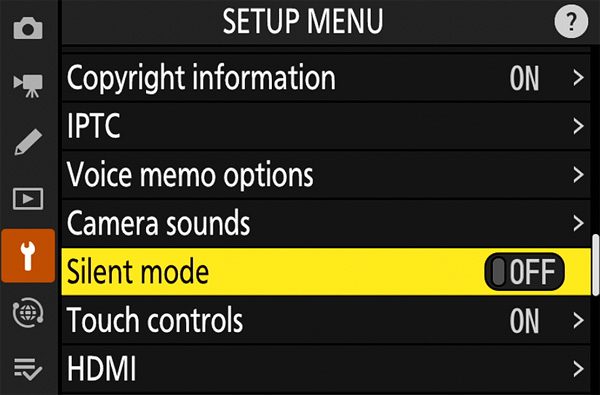 SETUP MENU ?
Copyright information ON >
IPTC >
Voice memo options >
Camera sounds >
Silent mode OFF
Touch controls ON >
HDMI >